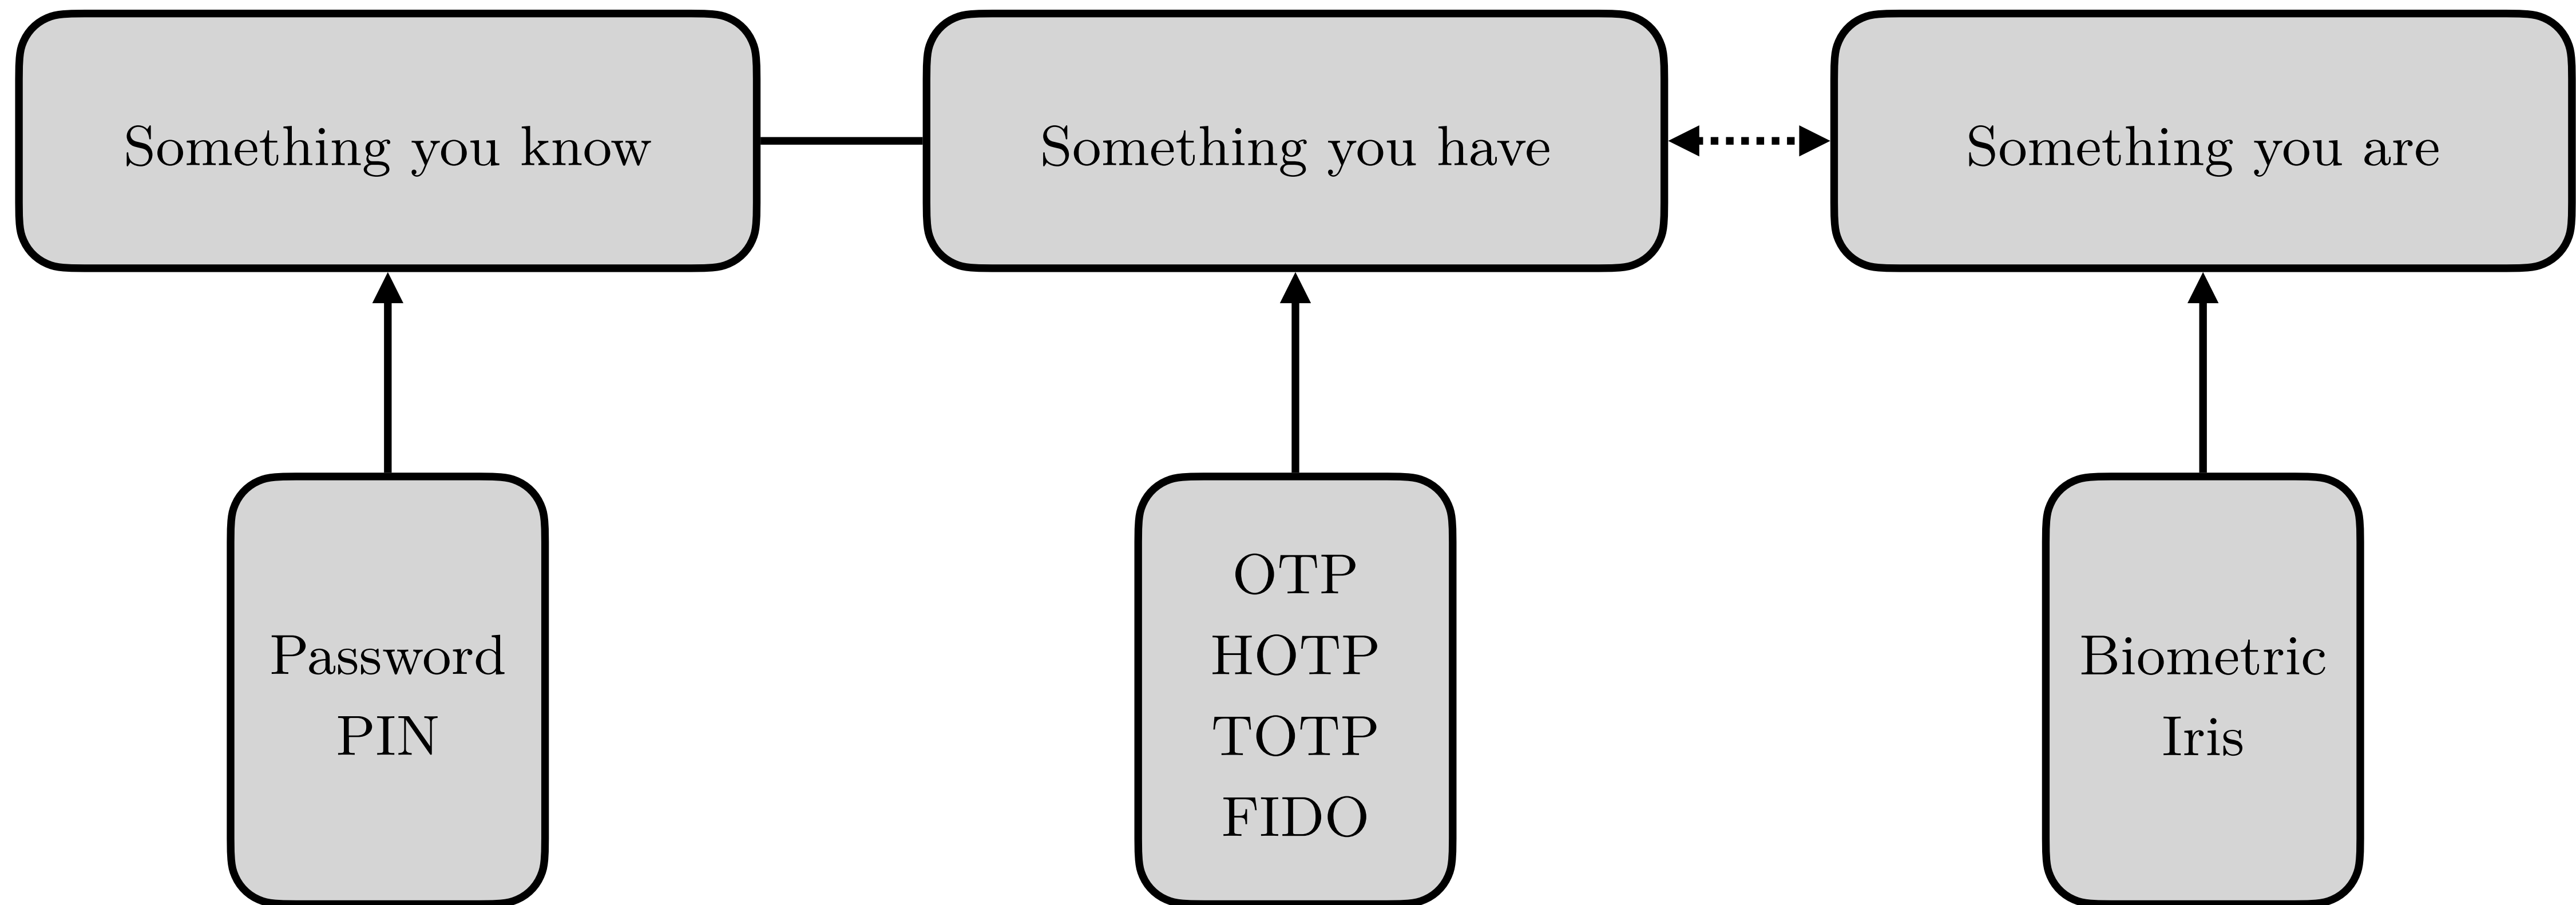 Something you know
Something you have
Something you are
Password
PIN
OTP
HOTP
TOTP
FIDO
Biometric
Iris